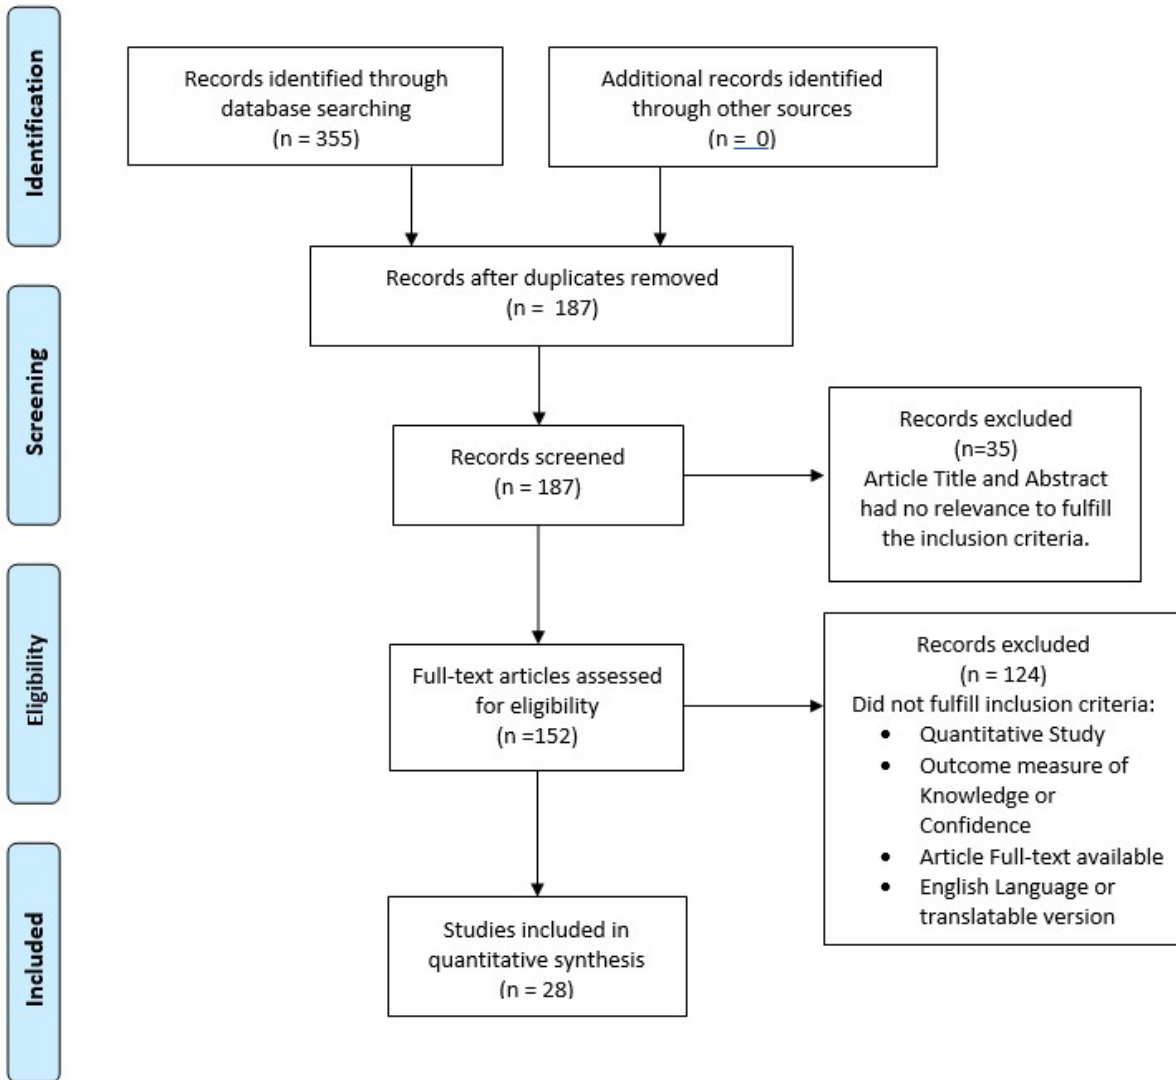 Identification
Records identified through
database searching
(n = 355)
Additional records identified
through other sources
(n = 0)
Records after duplicates removed
(n = 187)
Screening
Records screened
(n = 187)
Records excluded
(n=35)
Article Title and Abstract
had no relevance to fulfill
the inclusion criteria.
Eligibility
Full-text articles assessed
for eligibility
(n =152)
Records excluded
(n = 124)
Did not fulfill inclusion criteria:
• Quantitative Study
• Outcome measure of
Knowledge or
Confidence
• Article Full-text available
• English Language or
translatable version
Included
Studies included in
quantitative synthesis
(n = 28)